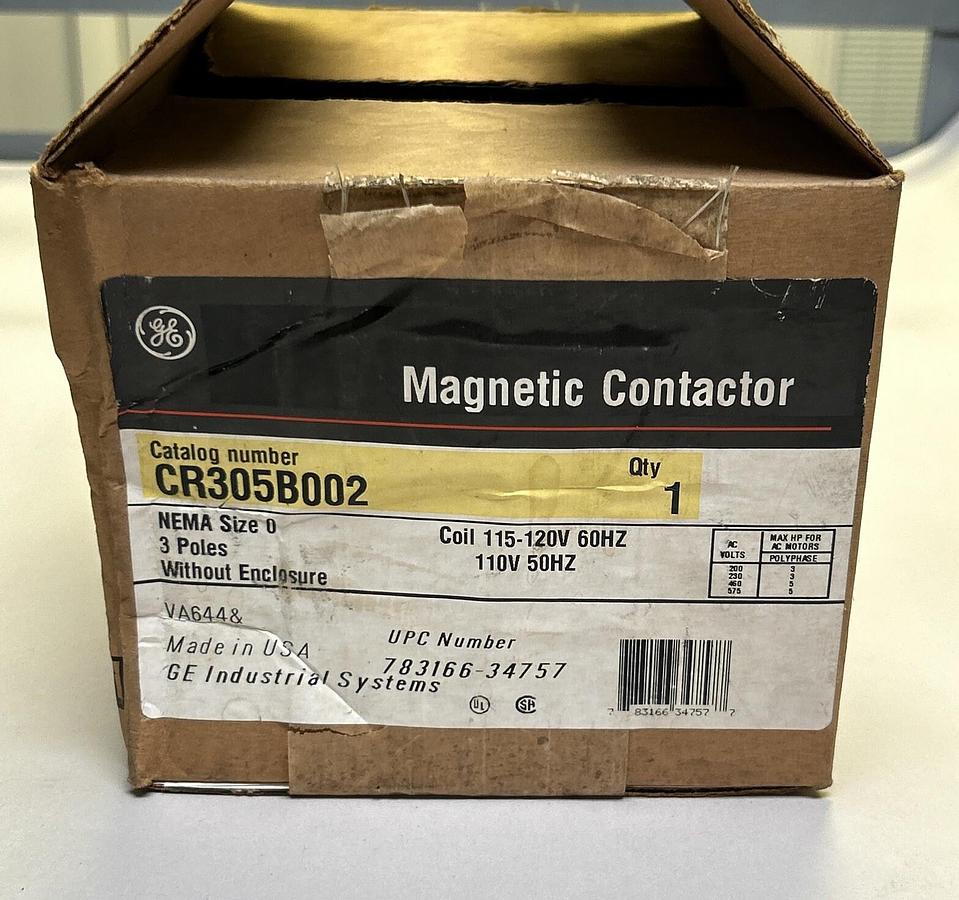 GE
Magnetic Contactor
Catalog number
CR305B002
Qty
1
NEMA Size 0
3 Poles
Without Enclosure
Coil 115-120V 60HZ
110V 50HZ
AC VOLTS
MAX HP FOR
AC MOTORS
POLYPHASE
200 3
230 3
460 5
575 5
VA644&
Made in USA
GE Industrial Systems
UPC Number
783166-34757
UL
SA
7 83166 34757 7